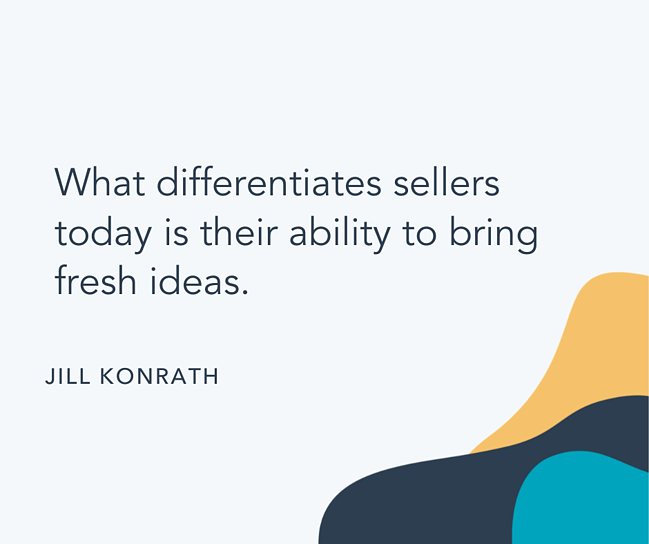 What differentiates sellers
today is their ability to bring
fresh ideas.
JILL KONRATH